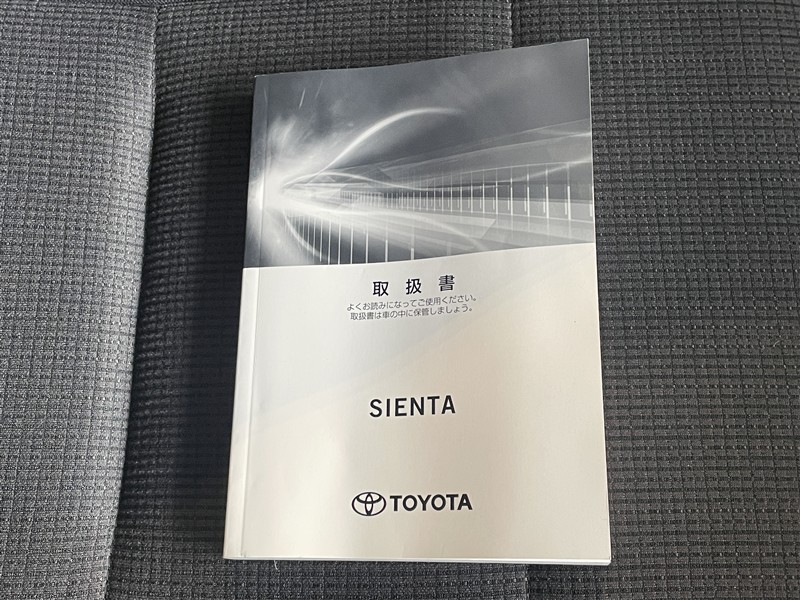 取扱書
よくお読みになってご使用ください。
取扱書は車の中に保管しましょう。
SIENTA
TOYOTA